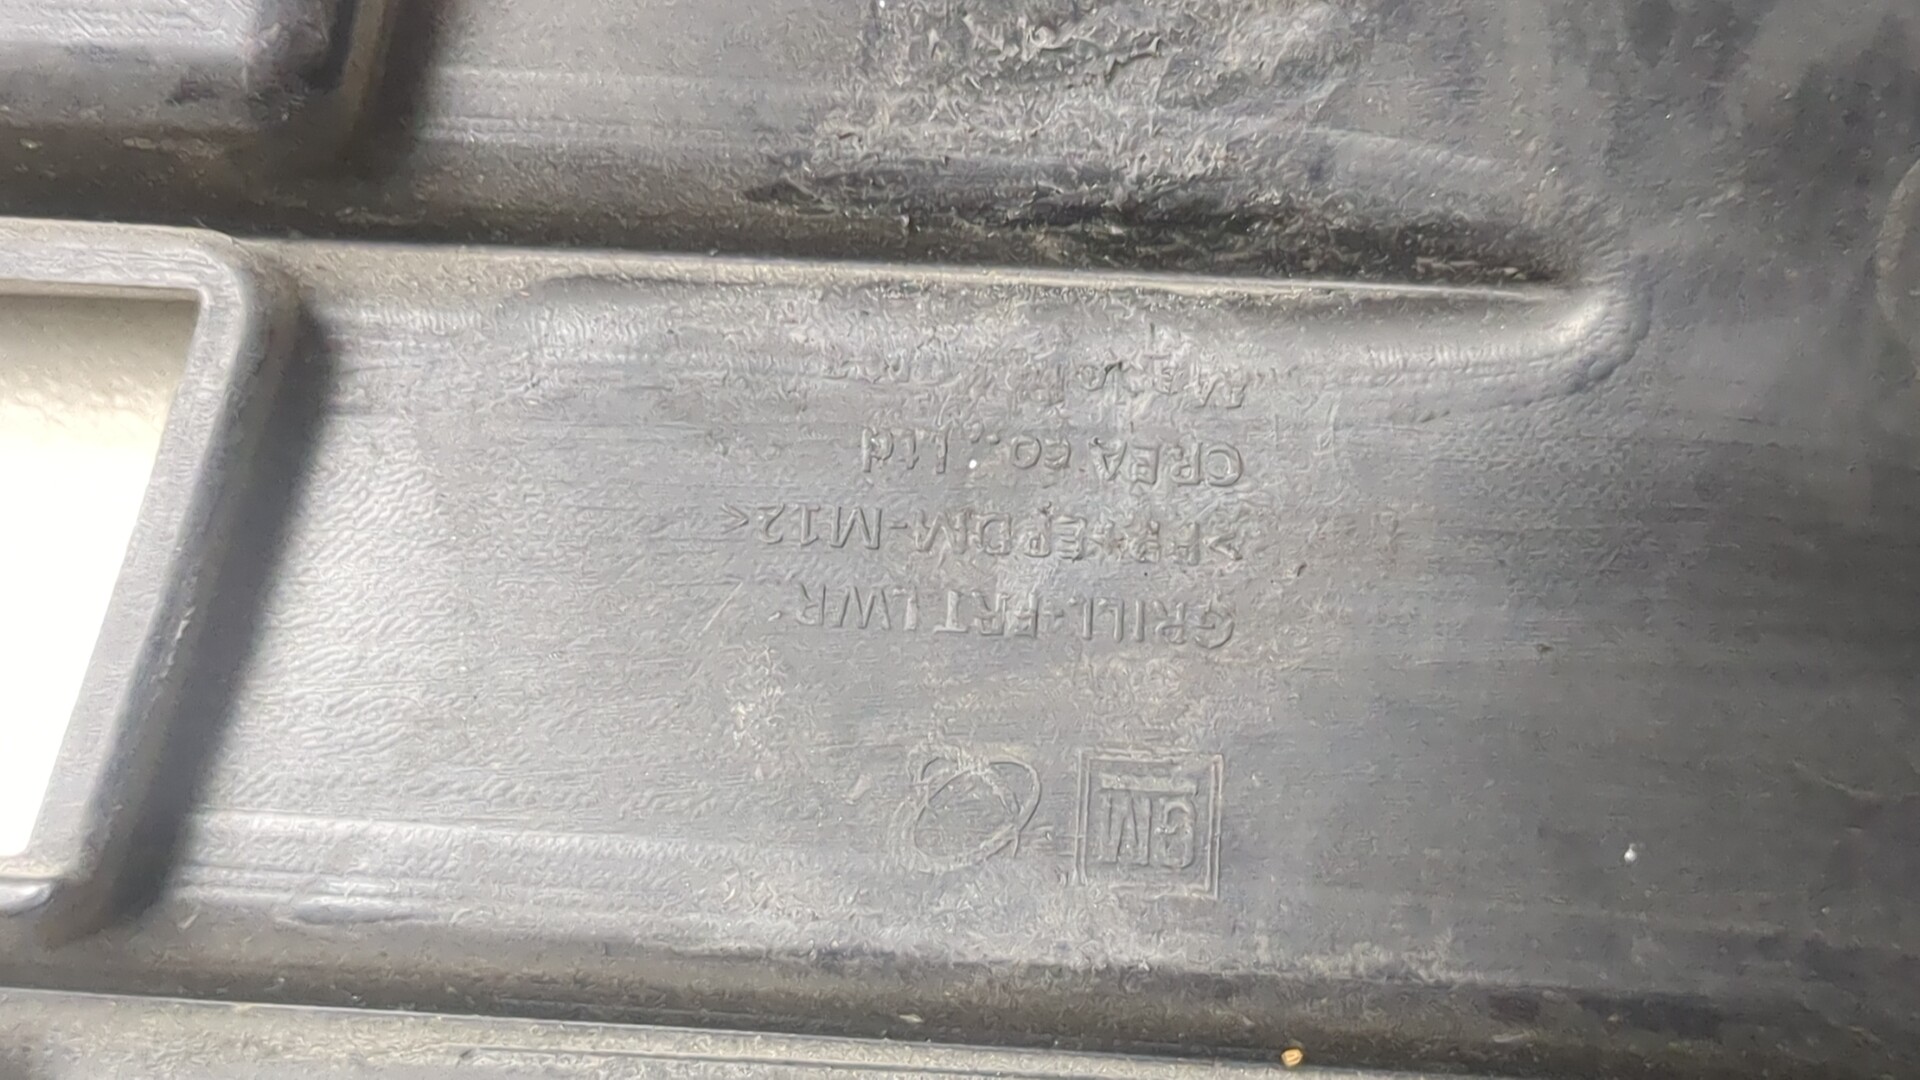 GM
GRILL-FRT LWR
>PP+EPDM-M12<
CREA co., Ltd